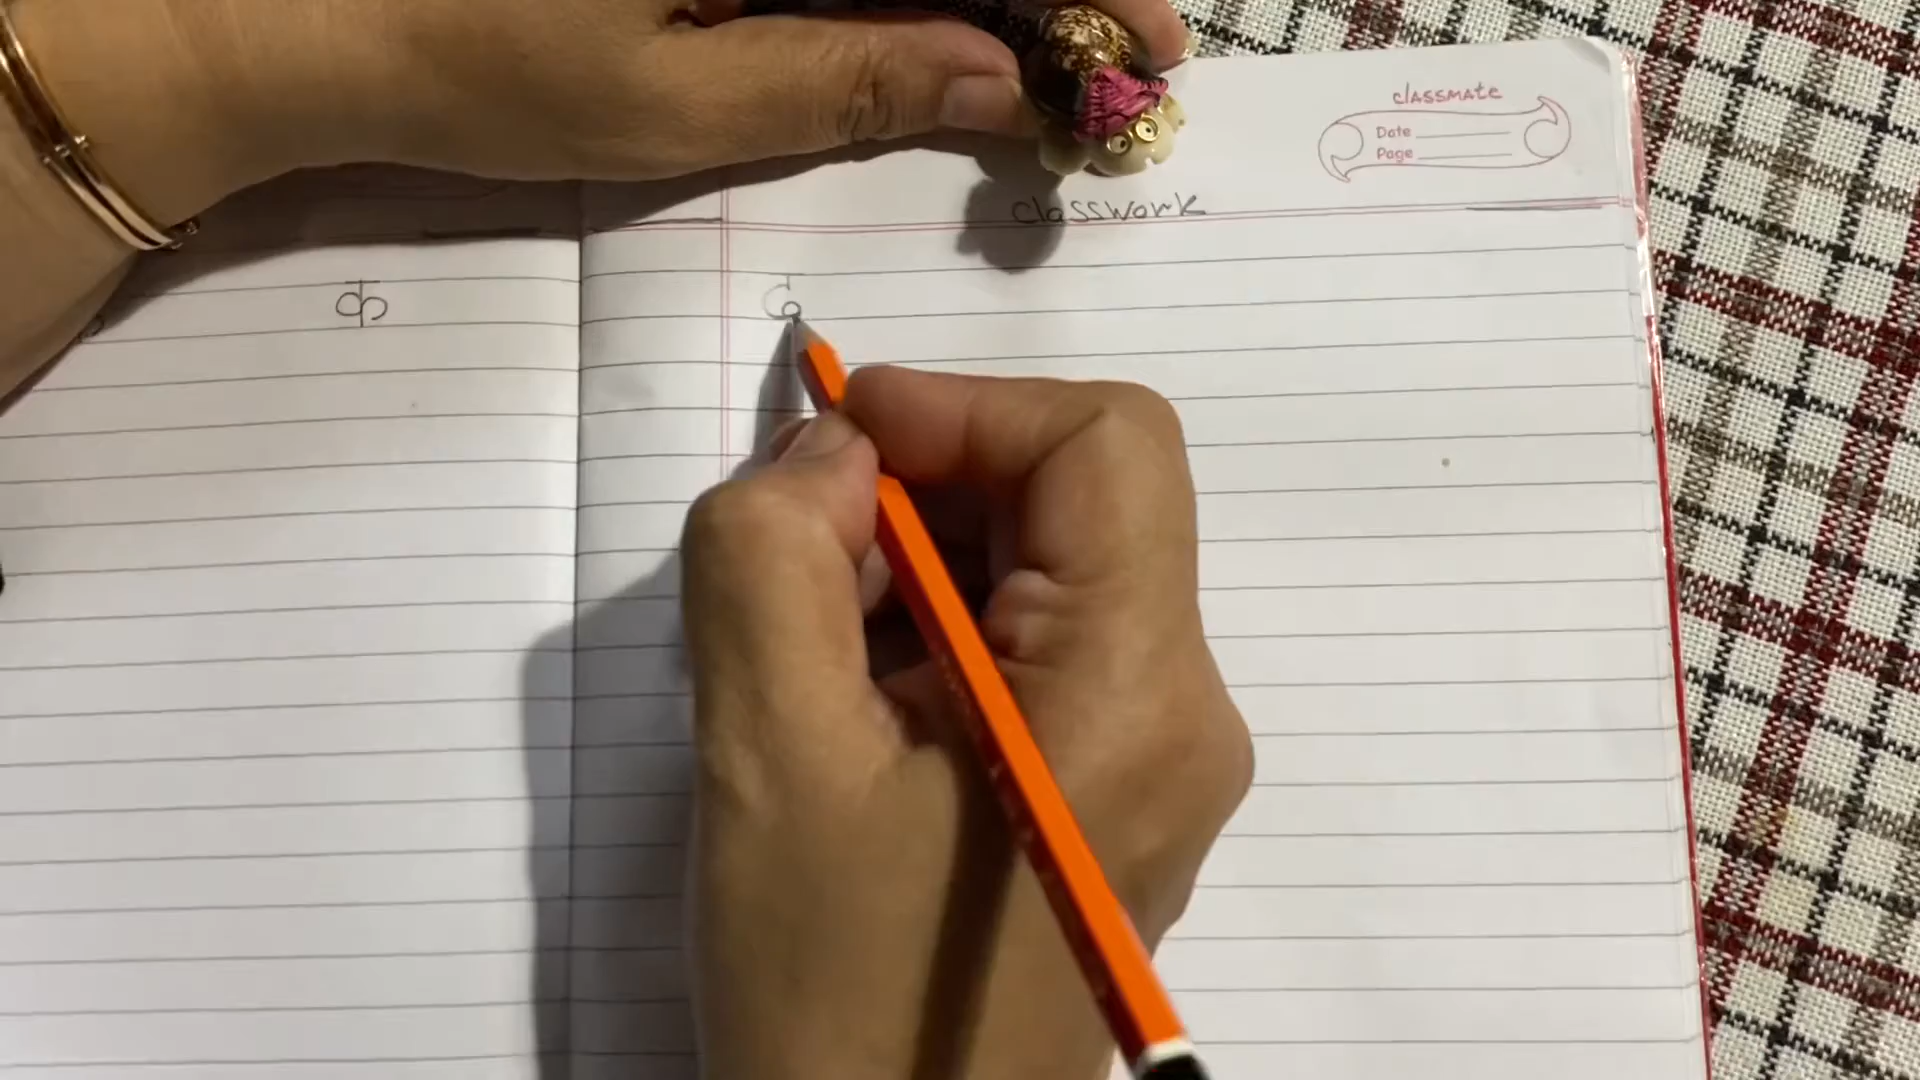 classmate
Date
Page
classwork
क